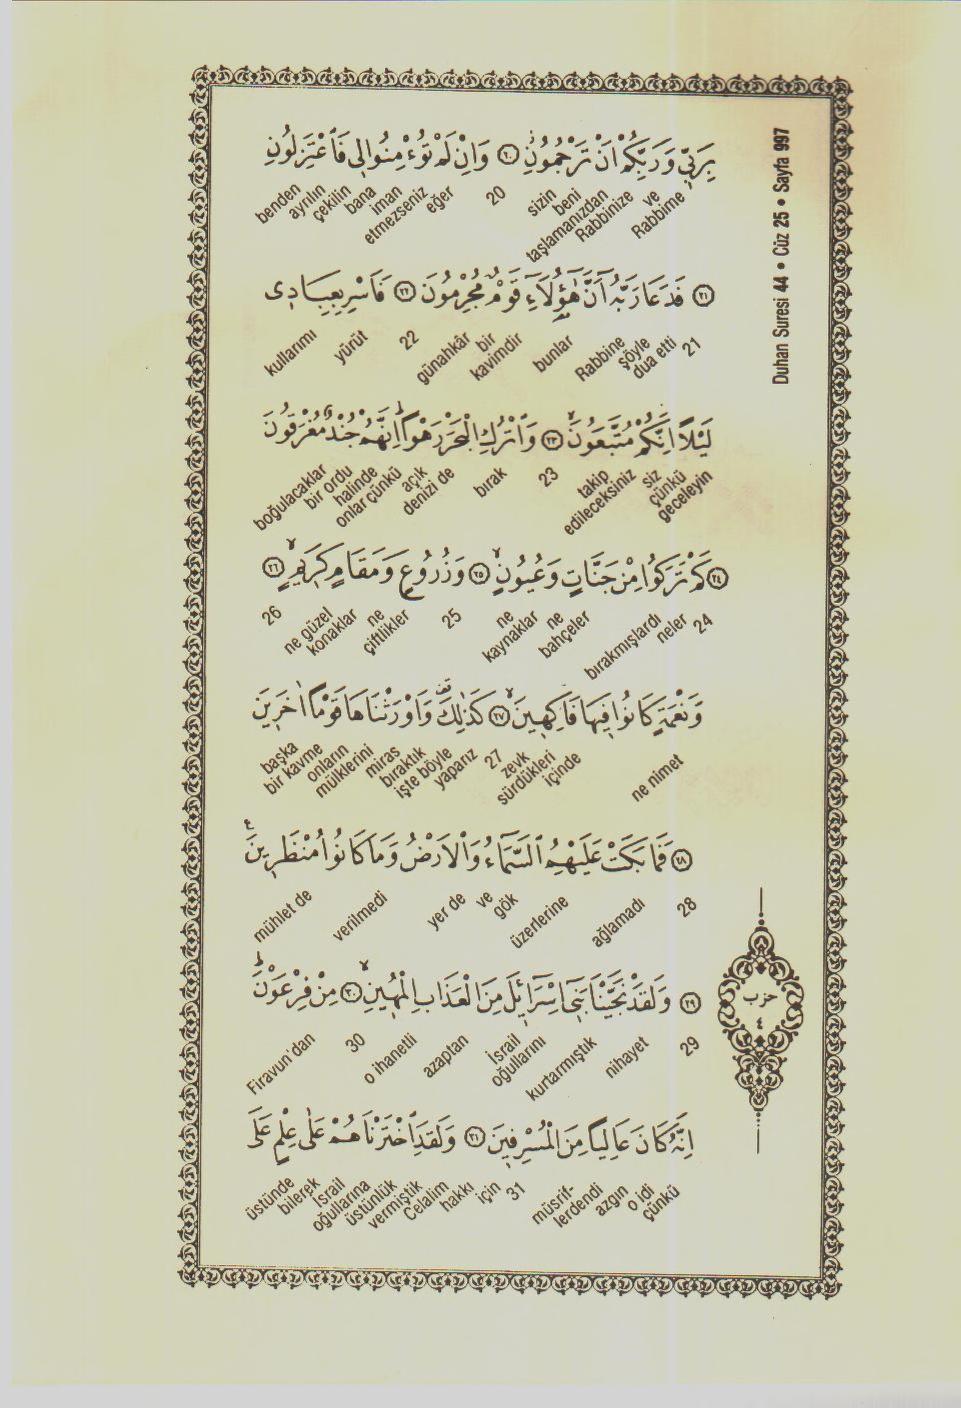 بِرَبّٖي وَرَبِّكُمْ اَنْ تَرْجُمُونِ ﴿٢٠﴾ وَاِنْ لَمْ تُؤْمِنُوا لٖي فَاعْتَزِلُونِ
Rabbime ve Rabbinize taşlamanızdan beni sizin 20 eğer etmezseniz iman bana çekilin ayrılın benden
﴿٢١﴾ فَدَعَا رَبَّهُٓ اَنَّ هٰٓؤُلَٓاءِ قَوْمٌ مُجْرِمُونَ ﴿٢٢﴾ فَاَسْرِ بِعِبَادٖي
21 dua etti şöyle Rabbine bunlar kavimdir bir günahkâr 22 yürüt kullarımı
لَيْلًا اِنَّكُمْ مُتَّبَعُونَ ﴿٢٣﴾ وَاتْرُكِ الْبَحْرَ رَهْوًا اِنَّهُمْ جُنْدٌ مُغْرَقُونَ
geceleyin çünkü siz edileceksiniz takip 23 bırak denizi de açık onlar çünkü halinde bir ordu boğulacaklar
﴿٢٤﴾ كَمْ تَرَكُوا مِنْ جَنَّاتٍ وَعُيُونٍ ﴿٢٥﴾ وَزُرُوعٍ وَمَقَامٍ كَرٖيمٍ ﴿٢٦﴾
24 neler bırakmışlardı bahçeler ne kaynaklar ne 25 çiftlikler ne konaklar ne güzel 26
وَنَعْمَةٍ كَانُوا فٖيهَا فَاكِهٖينَ ﴿٢٧﴾ كَذٰلِكَ وَاَوْرَثْنَاهَا قَوْمًا اٰخَرٖينَ
ne nimet içinde sürdükleri zevk 27 yaparız işte böyle bıraktık miras mülklerini onların bir kavme başka
﴿٢٨﴾ فَمَا بَكَتْ عَلَيْهِمُ السَّمَٓاءُ وَالْاَرْضُ وَمَا كَانُوا مُنْظَرٖينَ
28 ağlamadı üzerlerine gök ve yer de verilmedi mühlet de
﴿٢٩﴾ وَلَقَدْ نَجَّيْنَا بَنٖٓي اِسْرَٓائٖلَ مِنَ الْعَذَابِ الْمُهٖينِ ﴿٣٠﴾ مِنْ فِرْعَوْنَ
29 nihayet kurtarmıştık oğullarını İsrail azaptan o ihanetli 30 Firavun'dan
اِنَّهُ كَانَ عَالِيًا مِنَ الْمُسْرِفٖينَ ﴿٣١﴾ وَلَقَدِ اخْتَرْنَاهُمْ عَلٰى عِلْمٍ عَلَى
çünkü o idi azgın lerdendi müsrif- 31 için hakkı Celalim vermiştik üstünlük oğullarına İsrail bilerek üstünde
Duhan Suresi 44 • Cüz 25 • Sayfa 997
حزب
٤